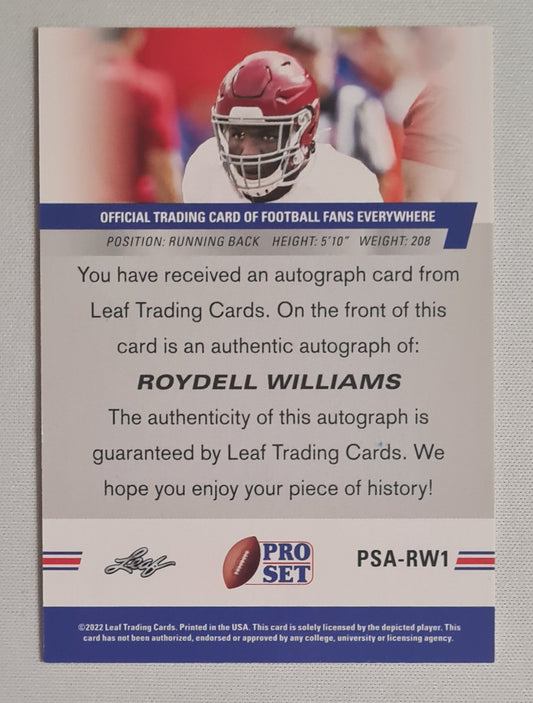 OFFICIAL TRADING CARD OF FOOTBALL FANS EVERYWHERE
POSITION: RUNNING BACK HEIGHT: 5'10" WEIGHT: 208
You have received an autograph card from
Leaf Trading Cards. On the front of this
card is an authentic autograph of:
ROYDELL WILLIAMS
The authenticity of this autograph is
guaranteed by Leaf Trading Cards. We
hope you enjoy your piece of history!
Leaf
PRO
SET
PSA-RW1
©2022 Leaf Trading Cards. Printed in the USA. This card is solely licensed by the depicted player. This
card has not been authorized, endorsed or approved by any college, university or licensing agency.